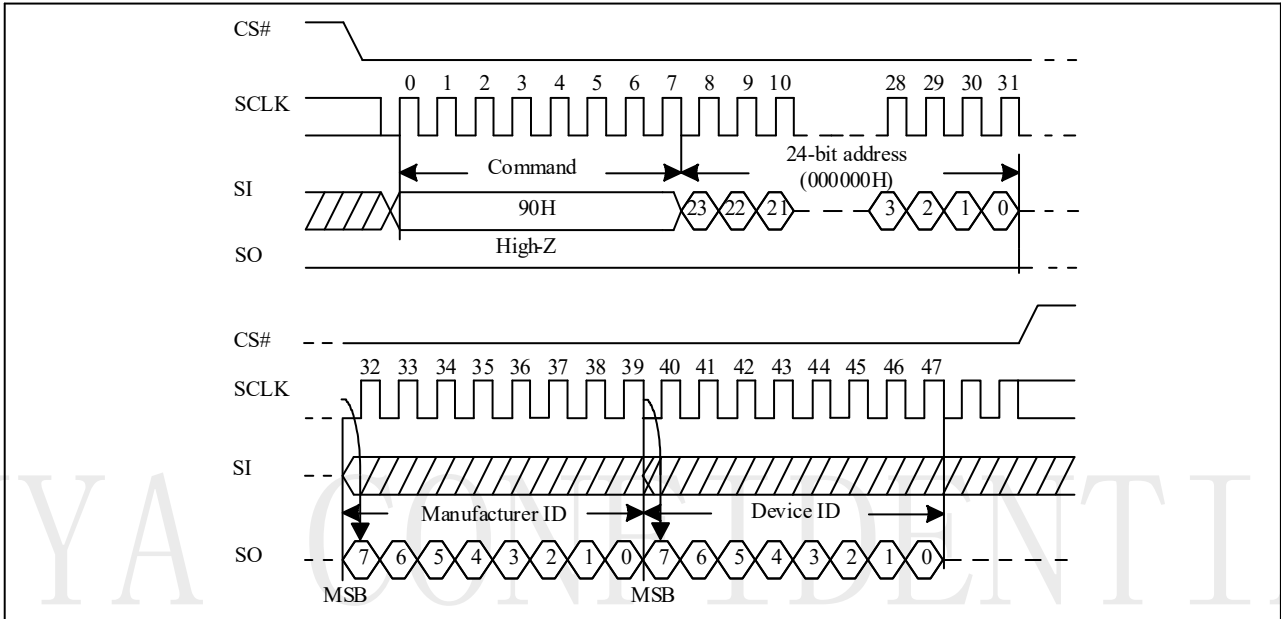 CS#
0 1 2 3 4 5 6 7 8 9 10 28 29 30 31
SCLK
Command
24-bit address
(000000H)
SI
90H
23 22 21 3 2 1 0
High-Z
SO
CS#
32 33 34 35 36 37 38 39 40 41 42 43 44 45 46 47
SCLK
SI
Manufacturer ID
Device ID
SO
7 6 5 4 3 2 1 0 7 6 5 4 3 2 1 0
MSB
MSB
YA CONFIDENTI